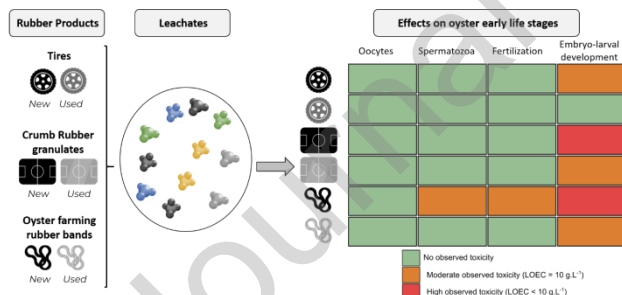 Rubber Products
Leachates
Effects on oyster early life stages
Tires
New Used
Crumb Rubber
granulates
New Used
Oyster farming
rubber bands
New Used
Oocytes Spermatozoa Fertilization Embryo-larval
development
No observed toxicity
Moderate observed toxicity (LOEC = 10 g.L⁻¹)
High observed toxicity (LOEC < 10 g.L⁻¹)
Journal